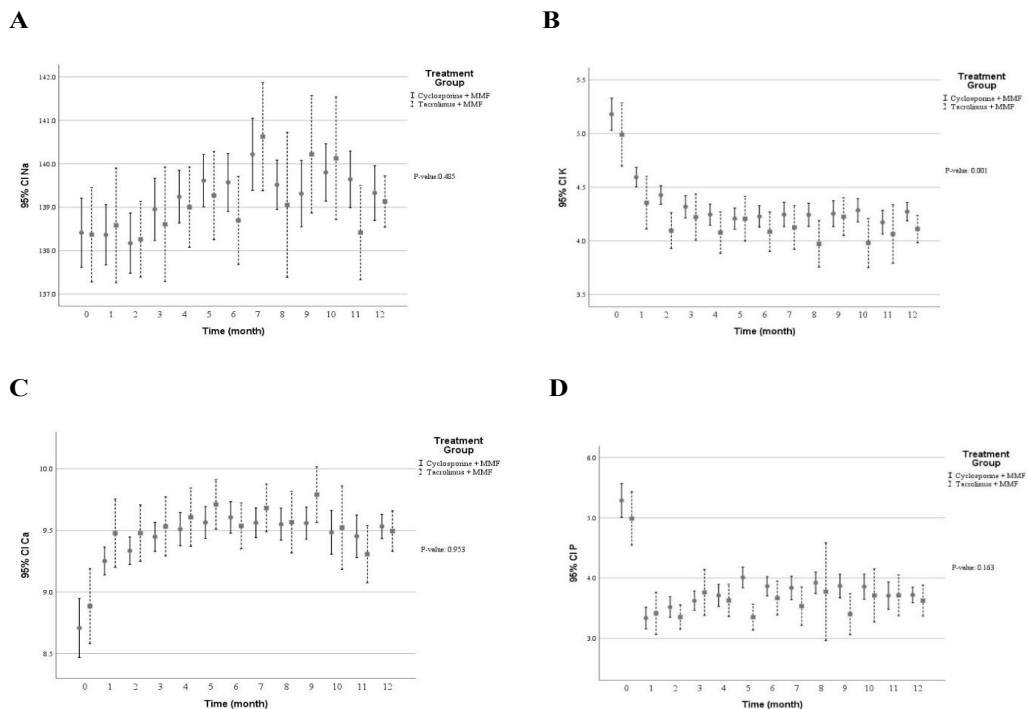 A
B
142.0
141.0
140.0
139.0
138.0
137.0
95% CI Na
0 1 2 3 4 5 6 7 8 9 10 11 12
Time (month)
Treatment
Group
Cyclosporine + MMF
Tacrolimus + MMF
P-value:0.485
5.5
5.0
4.5
4.0
3.5
95% CI K
0 1 2 3 4 5 6 7 8 9 10 11 12
Time (month)
Treatment
Group
Cyclosporine + MMF
Tacrolimus + MMF
P-value: 0.001
C
D
10.0
9.5
9.0
8.5
95% CI Ca
0 1 2 3 4 5 6 7 8 9 10 11 12
Time (month)
Treatment
Group
Cyclosporine + MMF
Tacrolimus + MMF
P-value: 0.953
6.0
5.0
4.0
3.0
95% CI P
0 1 2 3 4 5 6 7 8 9 10 11 12
Time (month)
Treatment
Group
Cyclosporine + MMF
Tacrolimus + MMF
P-value: 0.163